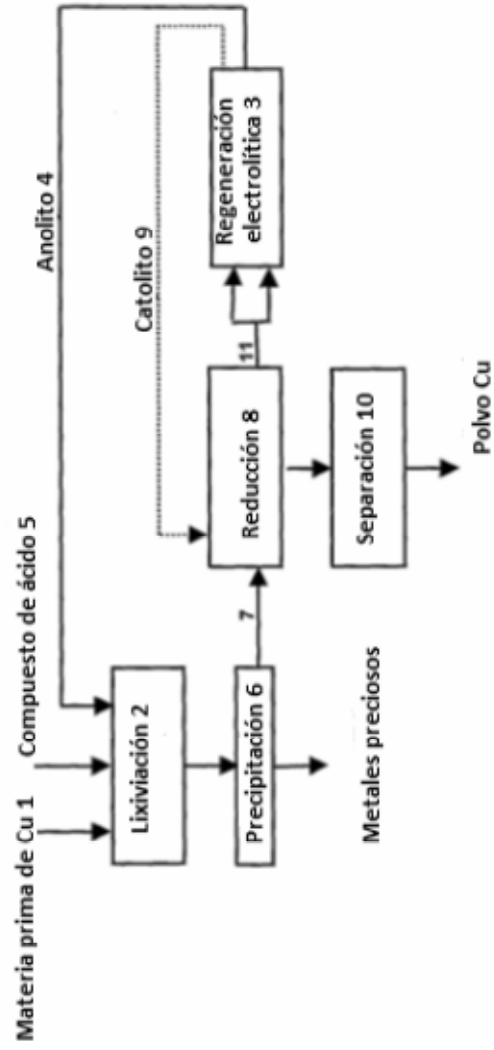 Materia prima de Cu 1
Compuesto de ácido 5
Anolito 4
Catolito 9
Lixiviación 2
Regeneración
electrolítica 3
Precipitación 6
7
Reducción 8
11
Metales preciosos
Separación 10
Polvo Cu